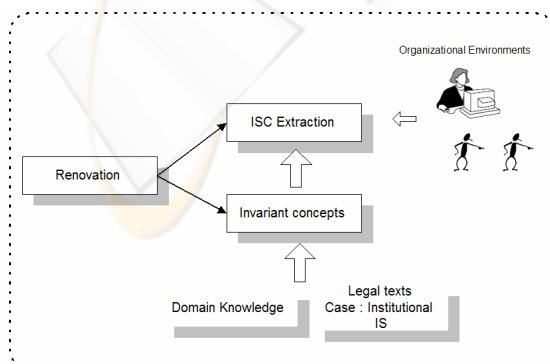 Organizational Environments
ISC Extraction
Renovation
Invariant concepts
Domain Knowledge
Legal texts
Case : Institutional
IS